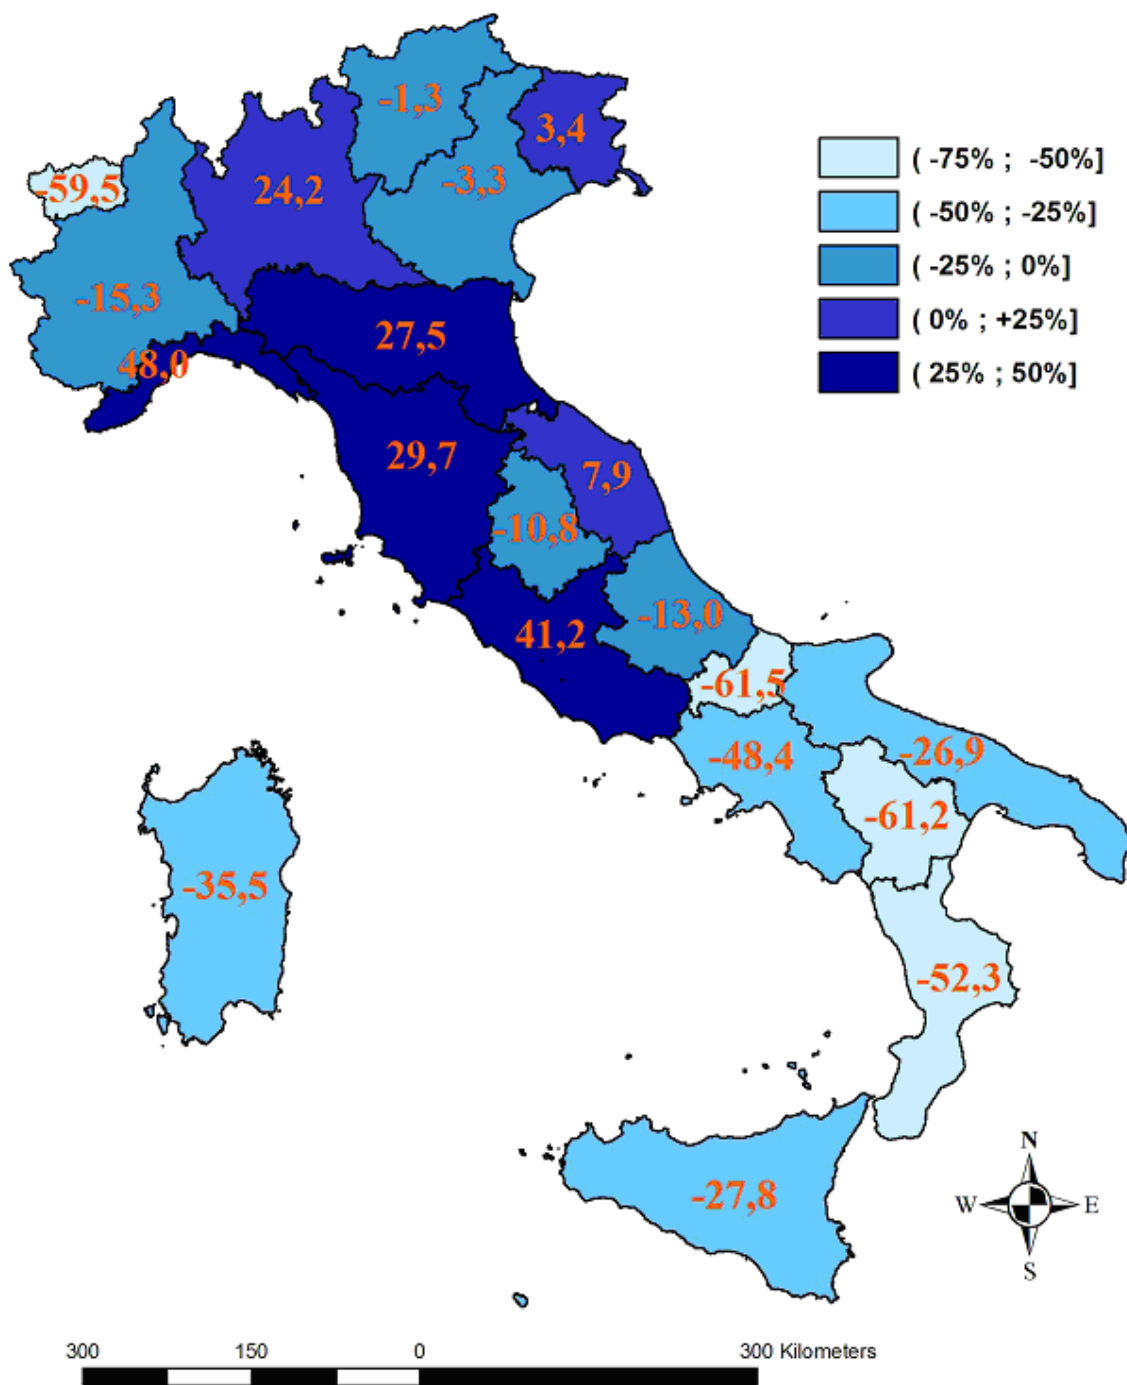 -1,3
3,4
( -75% ; -50%]
-59,5
24,2
-3,3
( -50% ; -25%]
( -25% ; 0%]
-15,3
( 0% ; +25%]
27,5
48,0
( 25% ; 50%]
29,7
7,9
-10,8
-13,0
41,2
-61,5
-48,4
-26,9
-61,2
-35,5
-52,3
N
-27,8
W
E
S
300 150 0 300 Kilometers